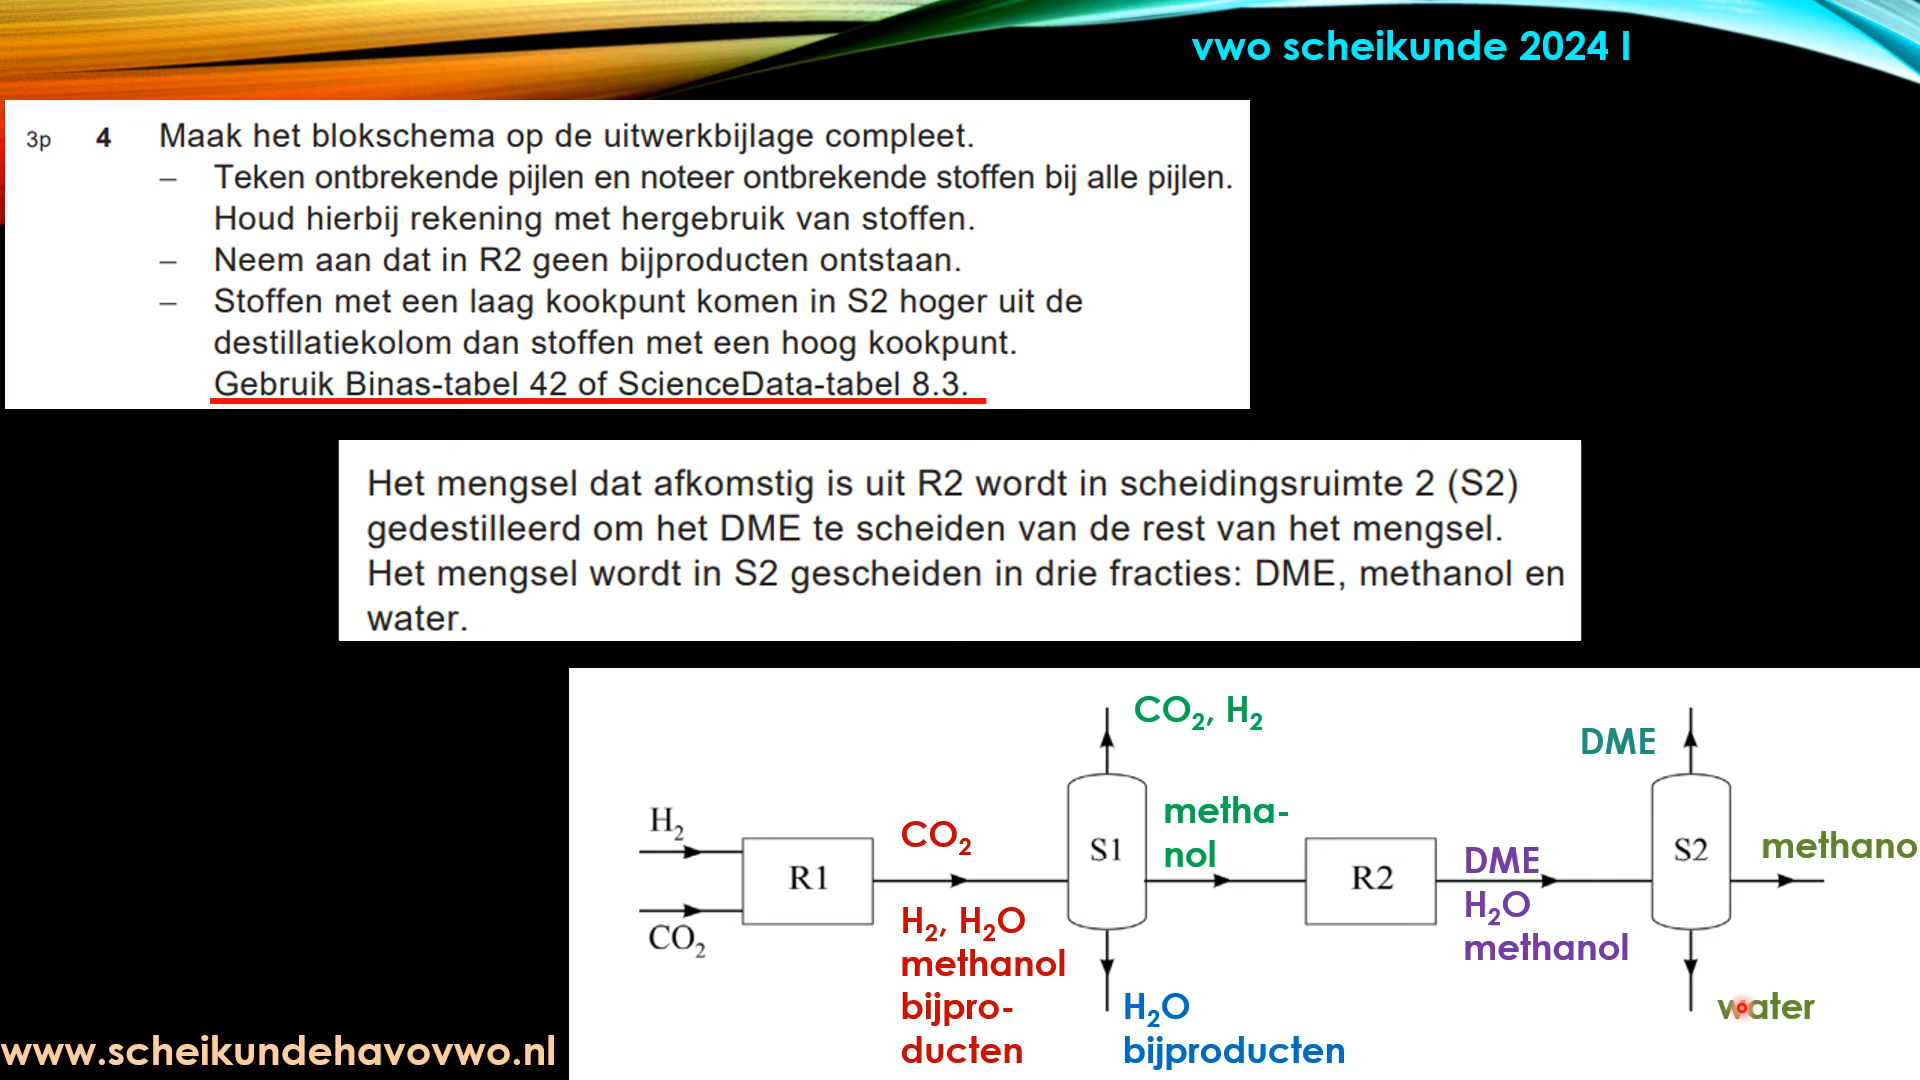 vwo scheikunde 2024 I
3p 4 Maak het blokschema op de uitwerkbijlage compleet.
– Teken ontbrekende pijlen en noteer ontbrekende stoffen bij alle pijlen.
Houd hierbij rekening met hergebruik van stoffen.
– Neem aan dat in R2 geen bijproducten ontstaan.
– Stoffen met een laag kookpunt komen in S2 hoger uit de
destillatiekolom dan stoffen met een hoog kookpunt.
Gebruik Binas-tabel 42 of ScienceData-tabel 8.3.
Het mengsel dat afkomstig is uit R2 wordt in scheidingsruimte 2 (S2)
gedestilleerd om het DME te scheiden van de rest van het mengsel.
Het mengsel wordt in S2 gescheiden in drie fracties: DME, methanol en
water.
H₂
CO₂
R1
CO₂
H₂, H₂O
methanol
bijpro-
ducten
CO₂, H₂
S1
H₂O
bijproducten
metha-
nol
R2
DME
H₂O
methanol
DME
S2
methano
water
www.scheikundehavovwo.nl